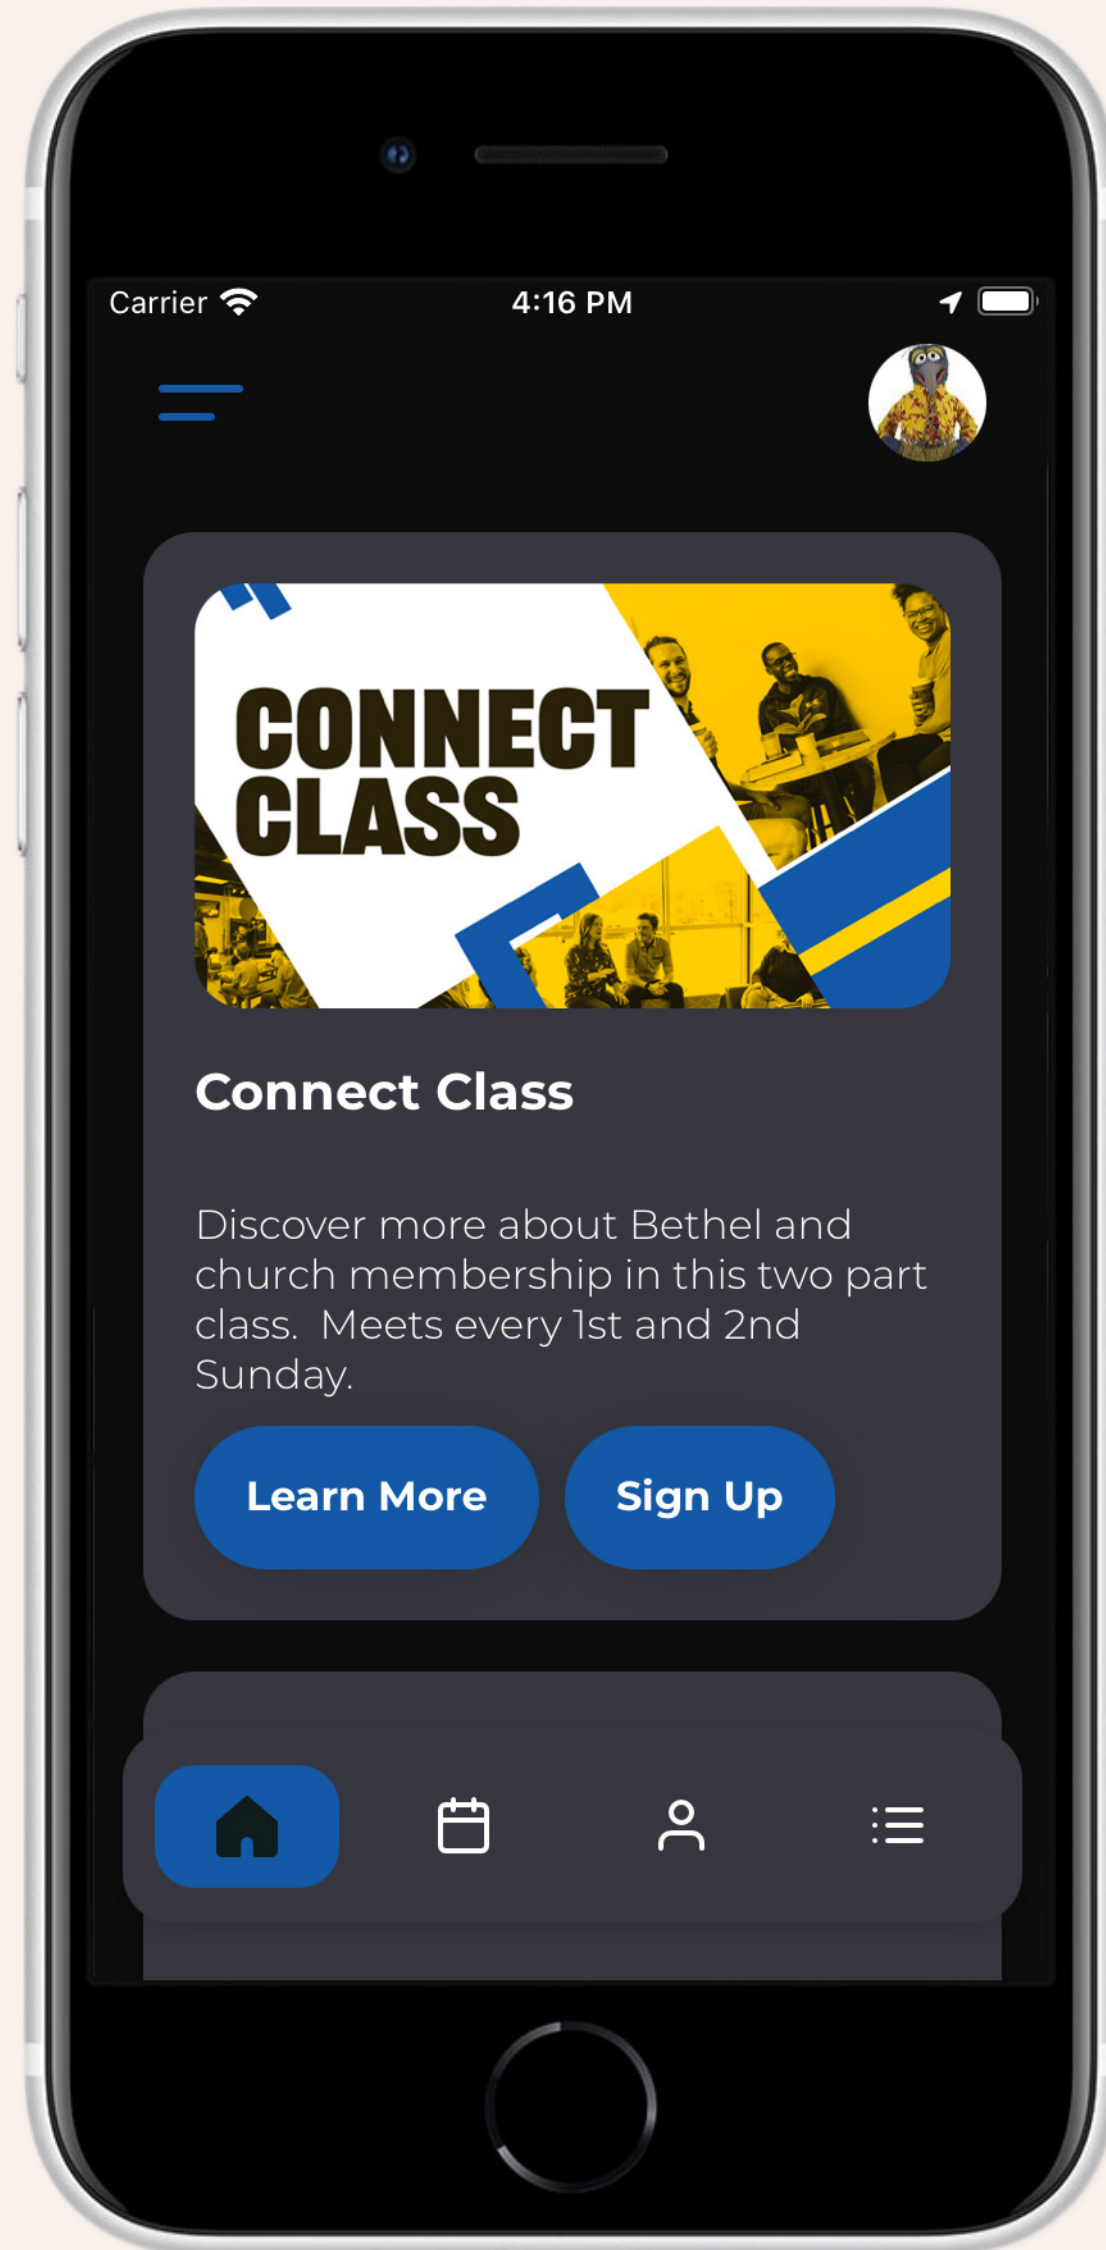 Carrier
4:16 PM
CONNECT
CLASS
Connect Class
Discover more about Bethel and
church membership in this two part
class.  Meets every 1st and 2nd
Sunday.
Learn More
Sign Up